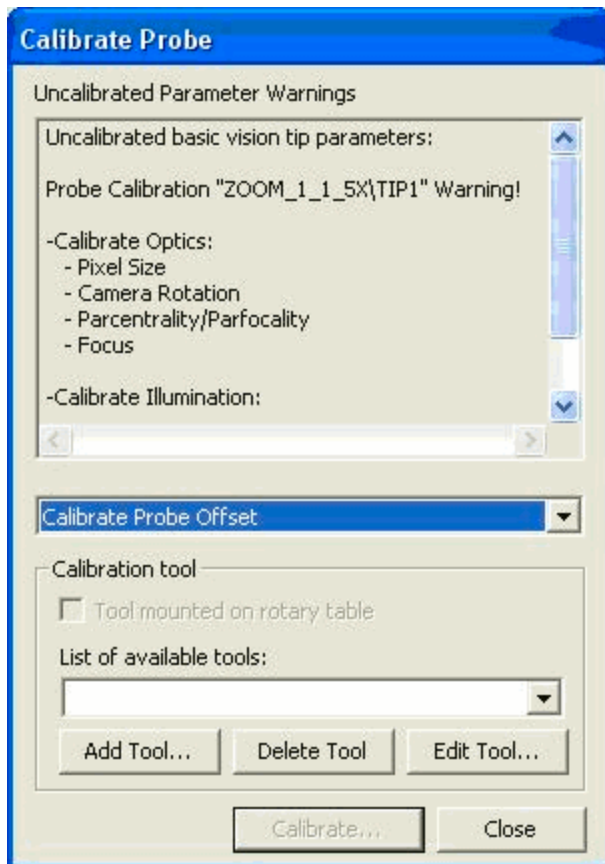 Calibrate Probe
Uncalibrated Parameter Warnings
Uncalibrated basic vision tip parameters:
Probe Calibration "ZOOM_1_1_5X\TIP1" Warning!
-Calibrate Optics:
- Pixel Size
- Camera Rotation
- Parcentrality/Parfocality
- Focus
-Calibrate Illumination:
Calibrate Probe Offset
Calibration tool
Tool mounted on rotary table
List of available tools:
Add Tool... Delete Tool Edit Tool...
Calibrate... Close